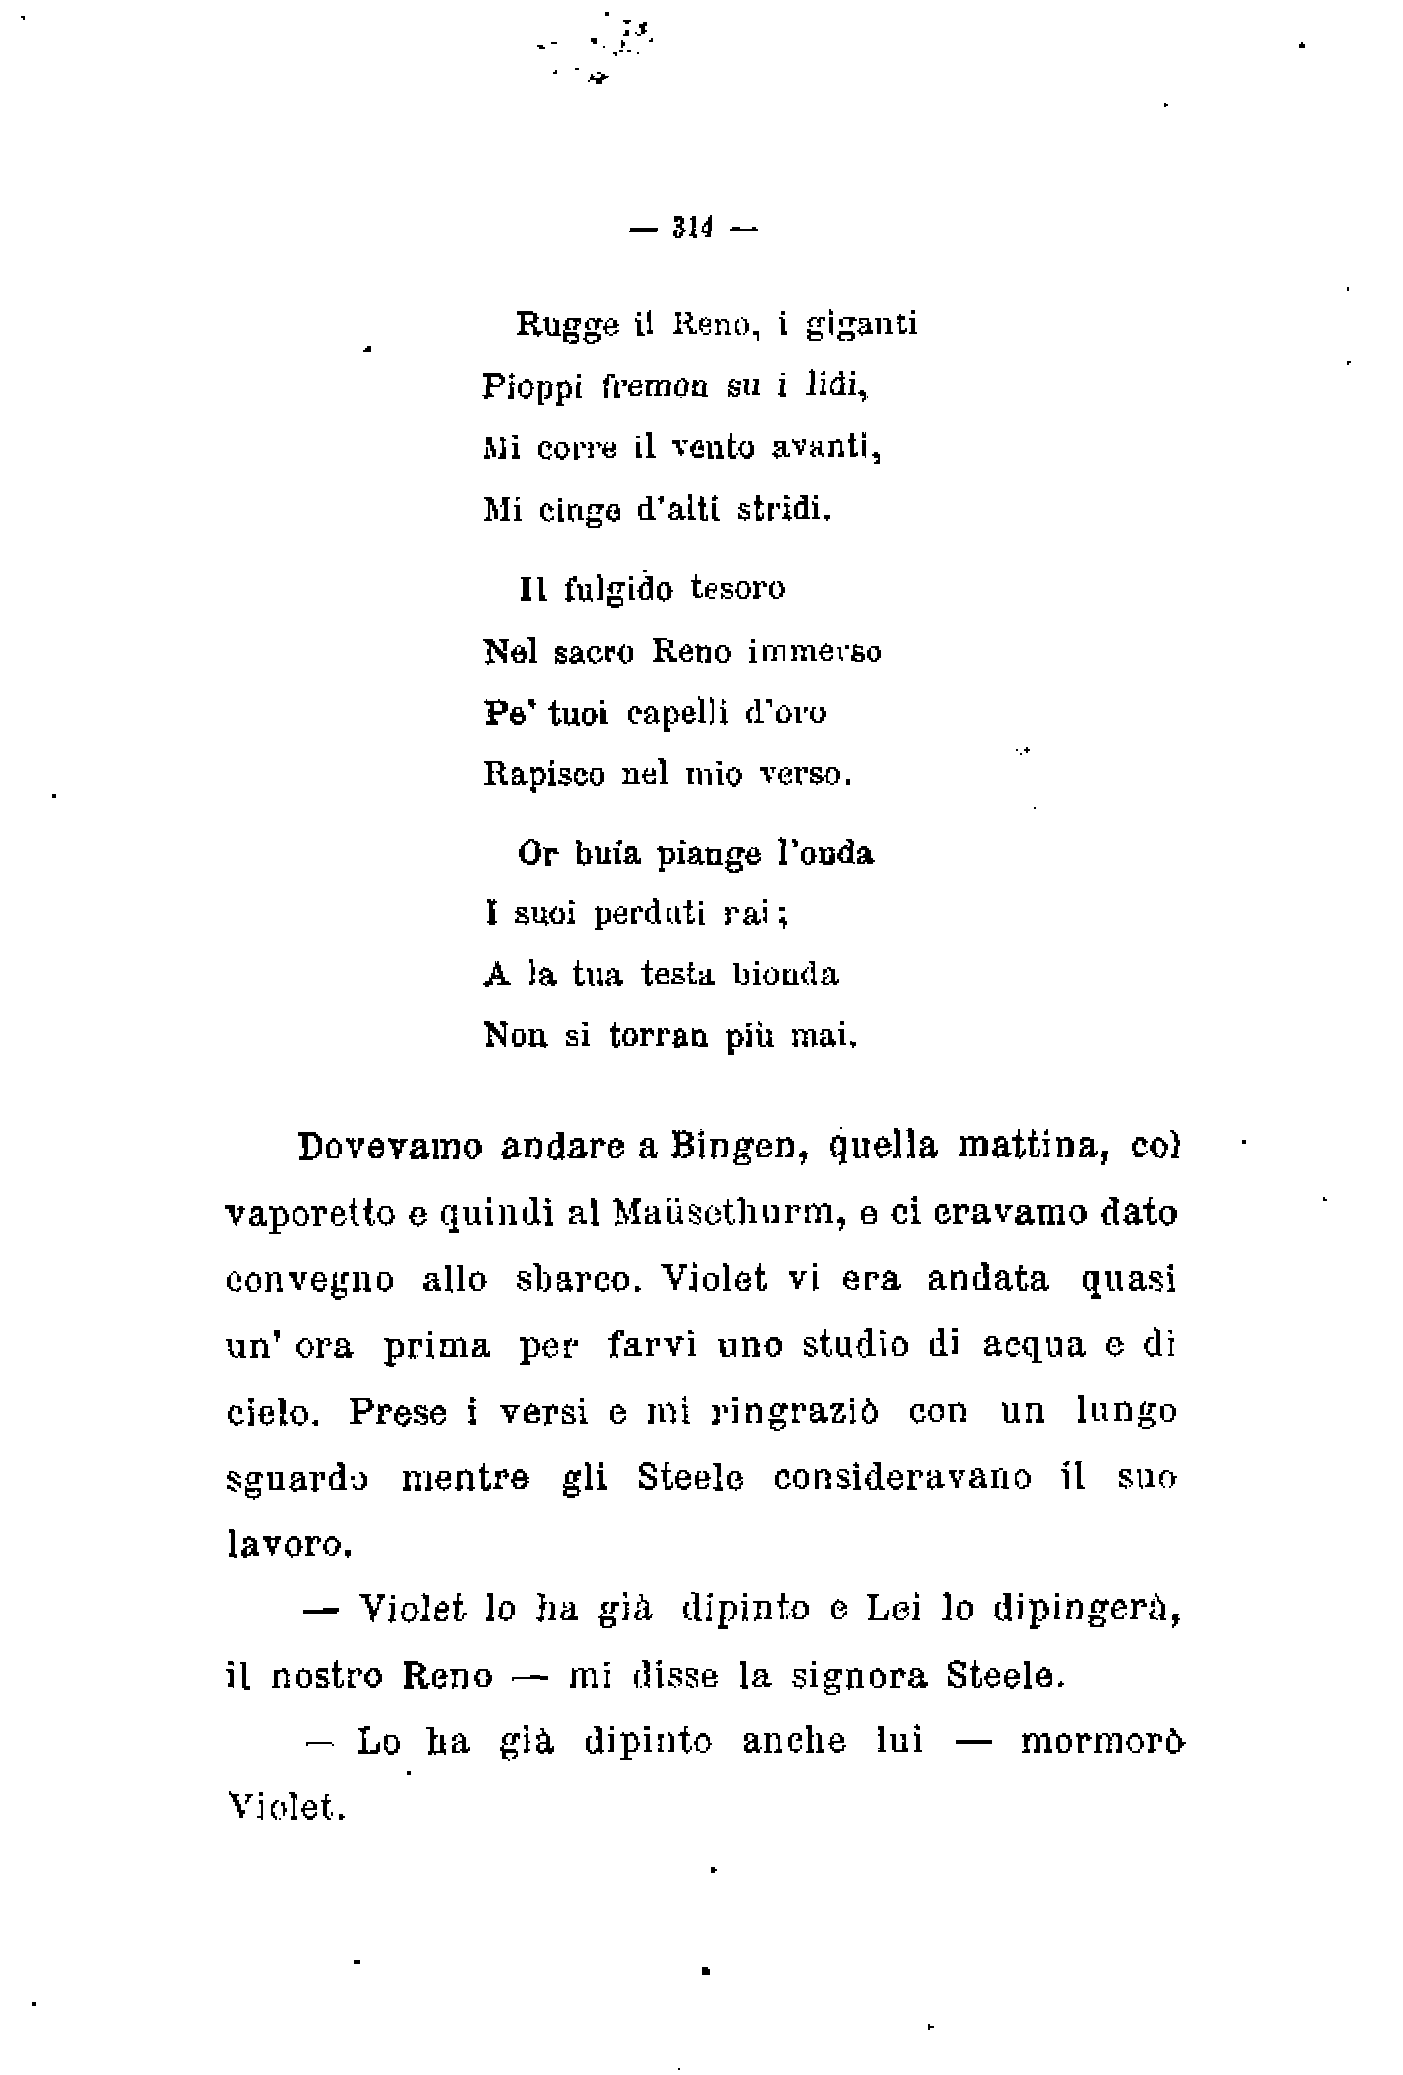 — 314 —
Rugge il Reno, i giganti
Pioppi fremon su i lidi,
Mi corre il vento avanti,
Mi cinge d'alti stridi.
Il fulgido tesoro
Nel sacro Reno immerso
Pe' tuoi capelli d'oro
Rapisco nel mio verso.
Or buia piange l'onda
I suoi perduti rai;
A la tua testa bionda
Non si torran più mai.
Dovevamo andare a Bingen, quella mattina, col
vaporetto e quindi al Maüsethurm, e ci eravamo dato
convegno allo sbarco. Violet vi era andata quasi
un' ora prima per farvi uno studio di acqua e di
cielo. Prese i versi e mi ringraziò con un lungo
sguardo mentre gli Steele consideravano il suo
lavoro.
— Violet lo ha già dipinto e Lei lo dipingerà,
il nostro Reno — mi disse la signora Steele.
— Lo ha già dipinto anche lui — mormorò
Violet.